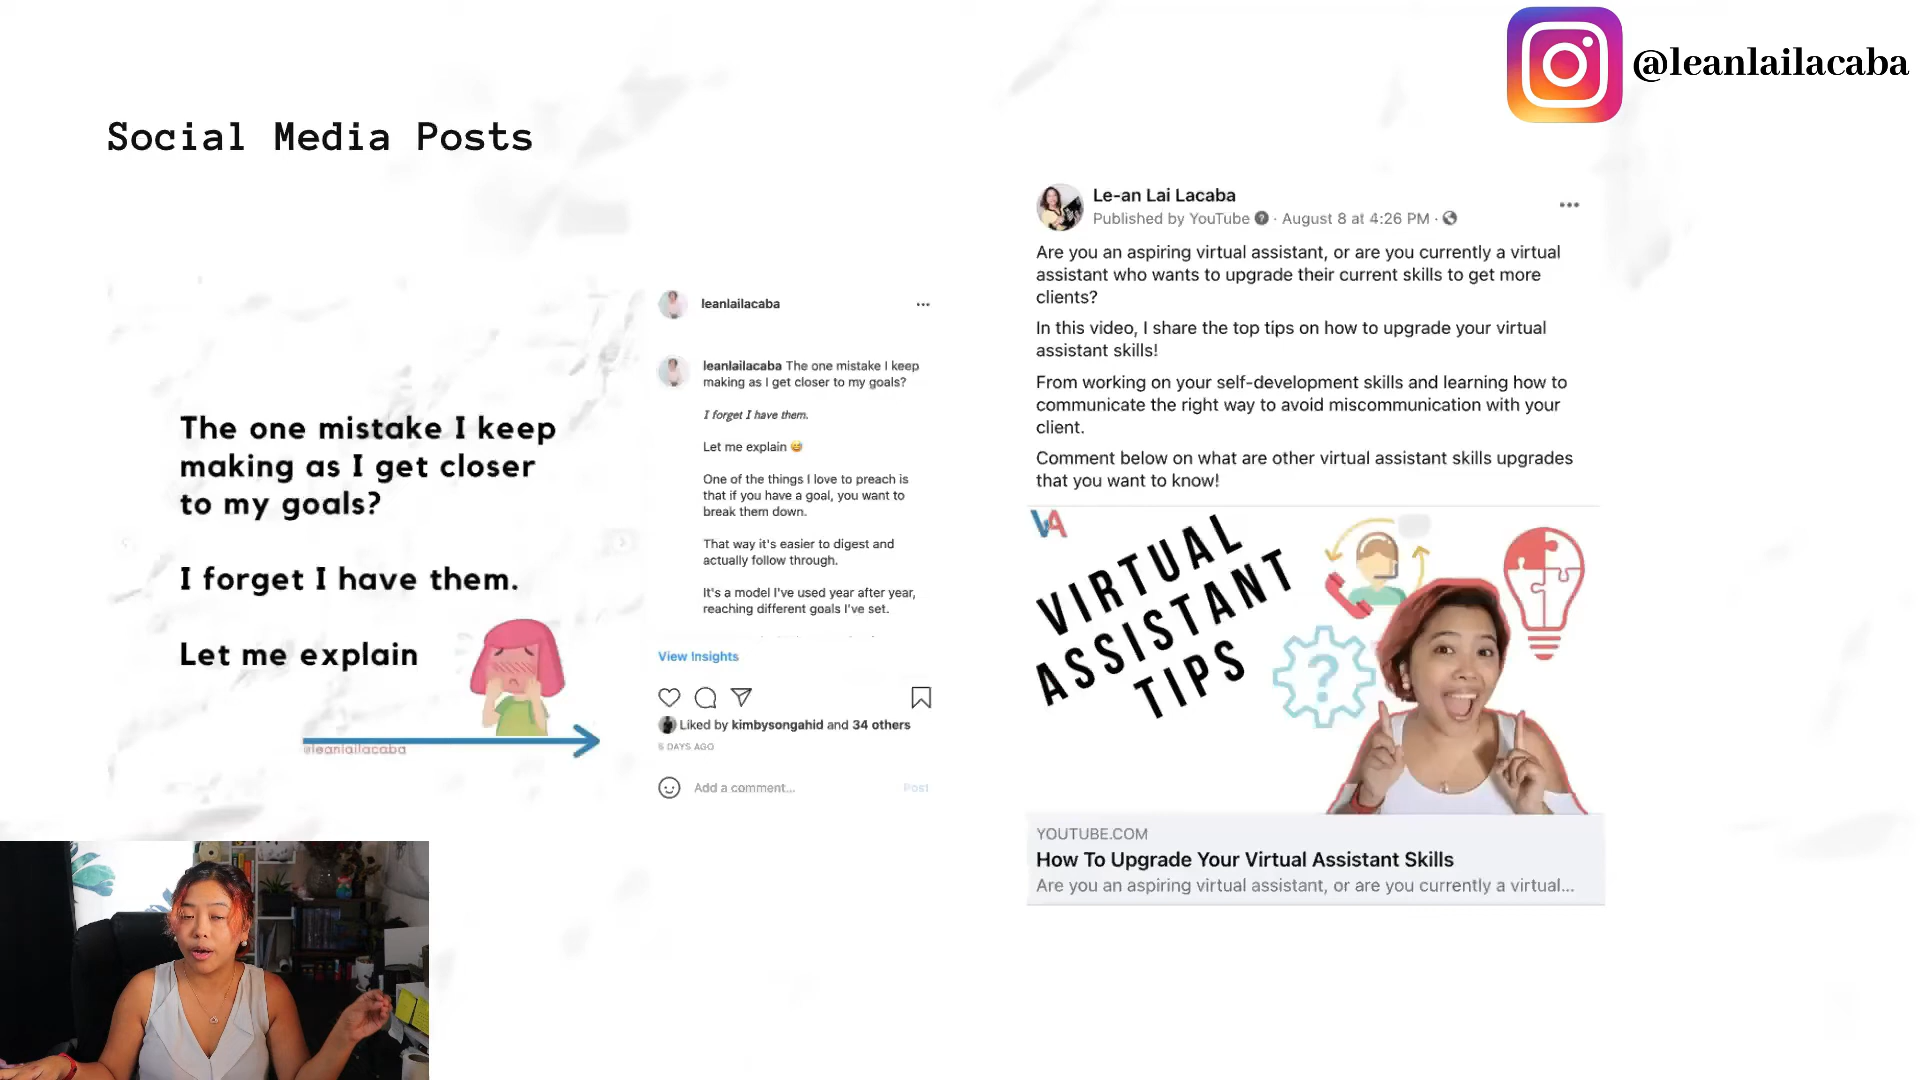 @leanlailacaba
Social Media Posts
The one mistake I keep
making as I get closer
to my goals?
I forget I have them.
Let me explain
@leanlailacaba
leanlailacaba
leanlailacaba The one mistake I keep
making as I get closer to my goals?
I forget I have them.
Let me explain 😅
One of the things I love to preach is
that if you have a goal, you want to
break them down.
That way it's easier to digest and
actually follow through.
It's a model I've used year after year,
reaching different goals I've set.
View Insights
Liked by kimbysongahid and 34 others
5 DAYS AGO
Add a comment...
Post
Le-an Lai Lacaba
Published by YouTube · August 8 at 4:26 PM ·
Are you an aspiring virtual assistant, or are you currently a virtual
assistant who wants to upgrade their current skills to get more
clients?
In this video, I share the top tips on how to upgrade your virtual
assistant skills!
From working on your self-development skills and learning how to
communicate the right way to avoid miscommunication with your
client.
Comment below on what are other virtual assistant skills upgrades
that you want to know!
VA
VIRTUAL
ASSISTANT
TIPS
?
YOUTUBE.COM
How To Upgrade Your Virtual Assistant Skills
Are you an aspiring virtual assistant, or are you currently a virtual...